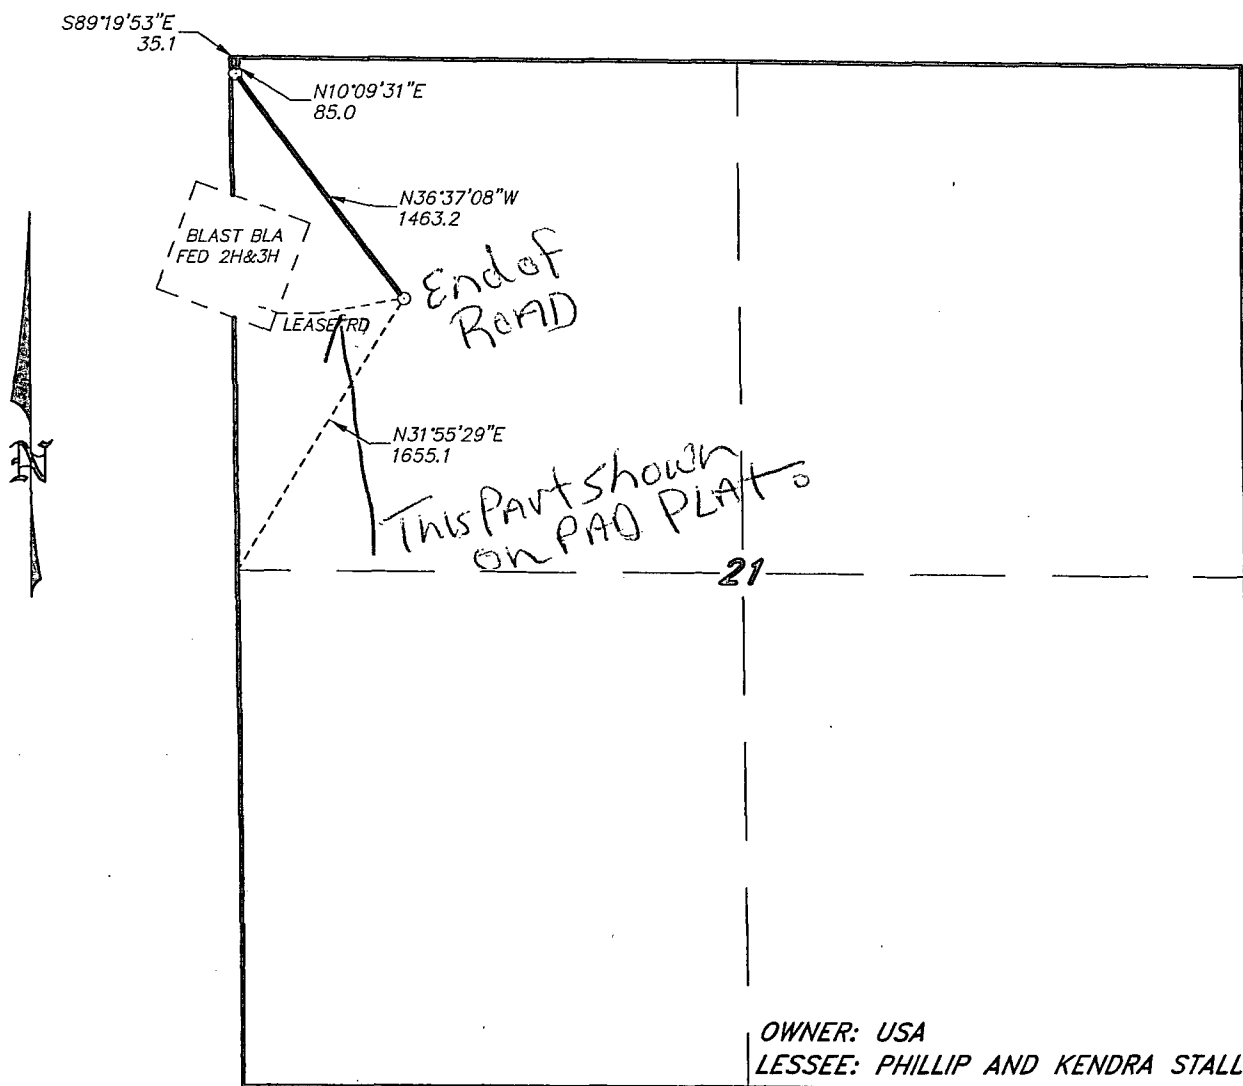 S89°19'53"E
35.1
N10°09'31"E
85.0
N36°37'08"W
1463.2
BLAST BLA
FED 2H&3H
End of
ROAD
LEASE RD
N
N31°55'29"E
1655.1
This PArt shown
on PAD PLAT.
21
OWNER: USA
LESSEE: PHILLIP AND KENDRA STALL